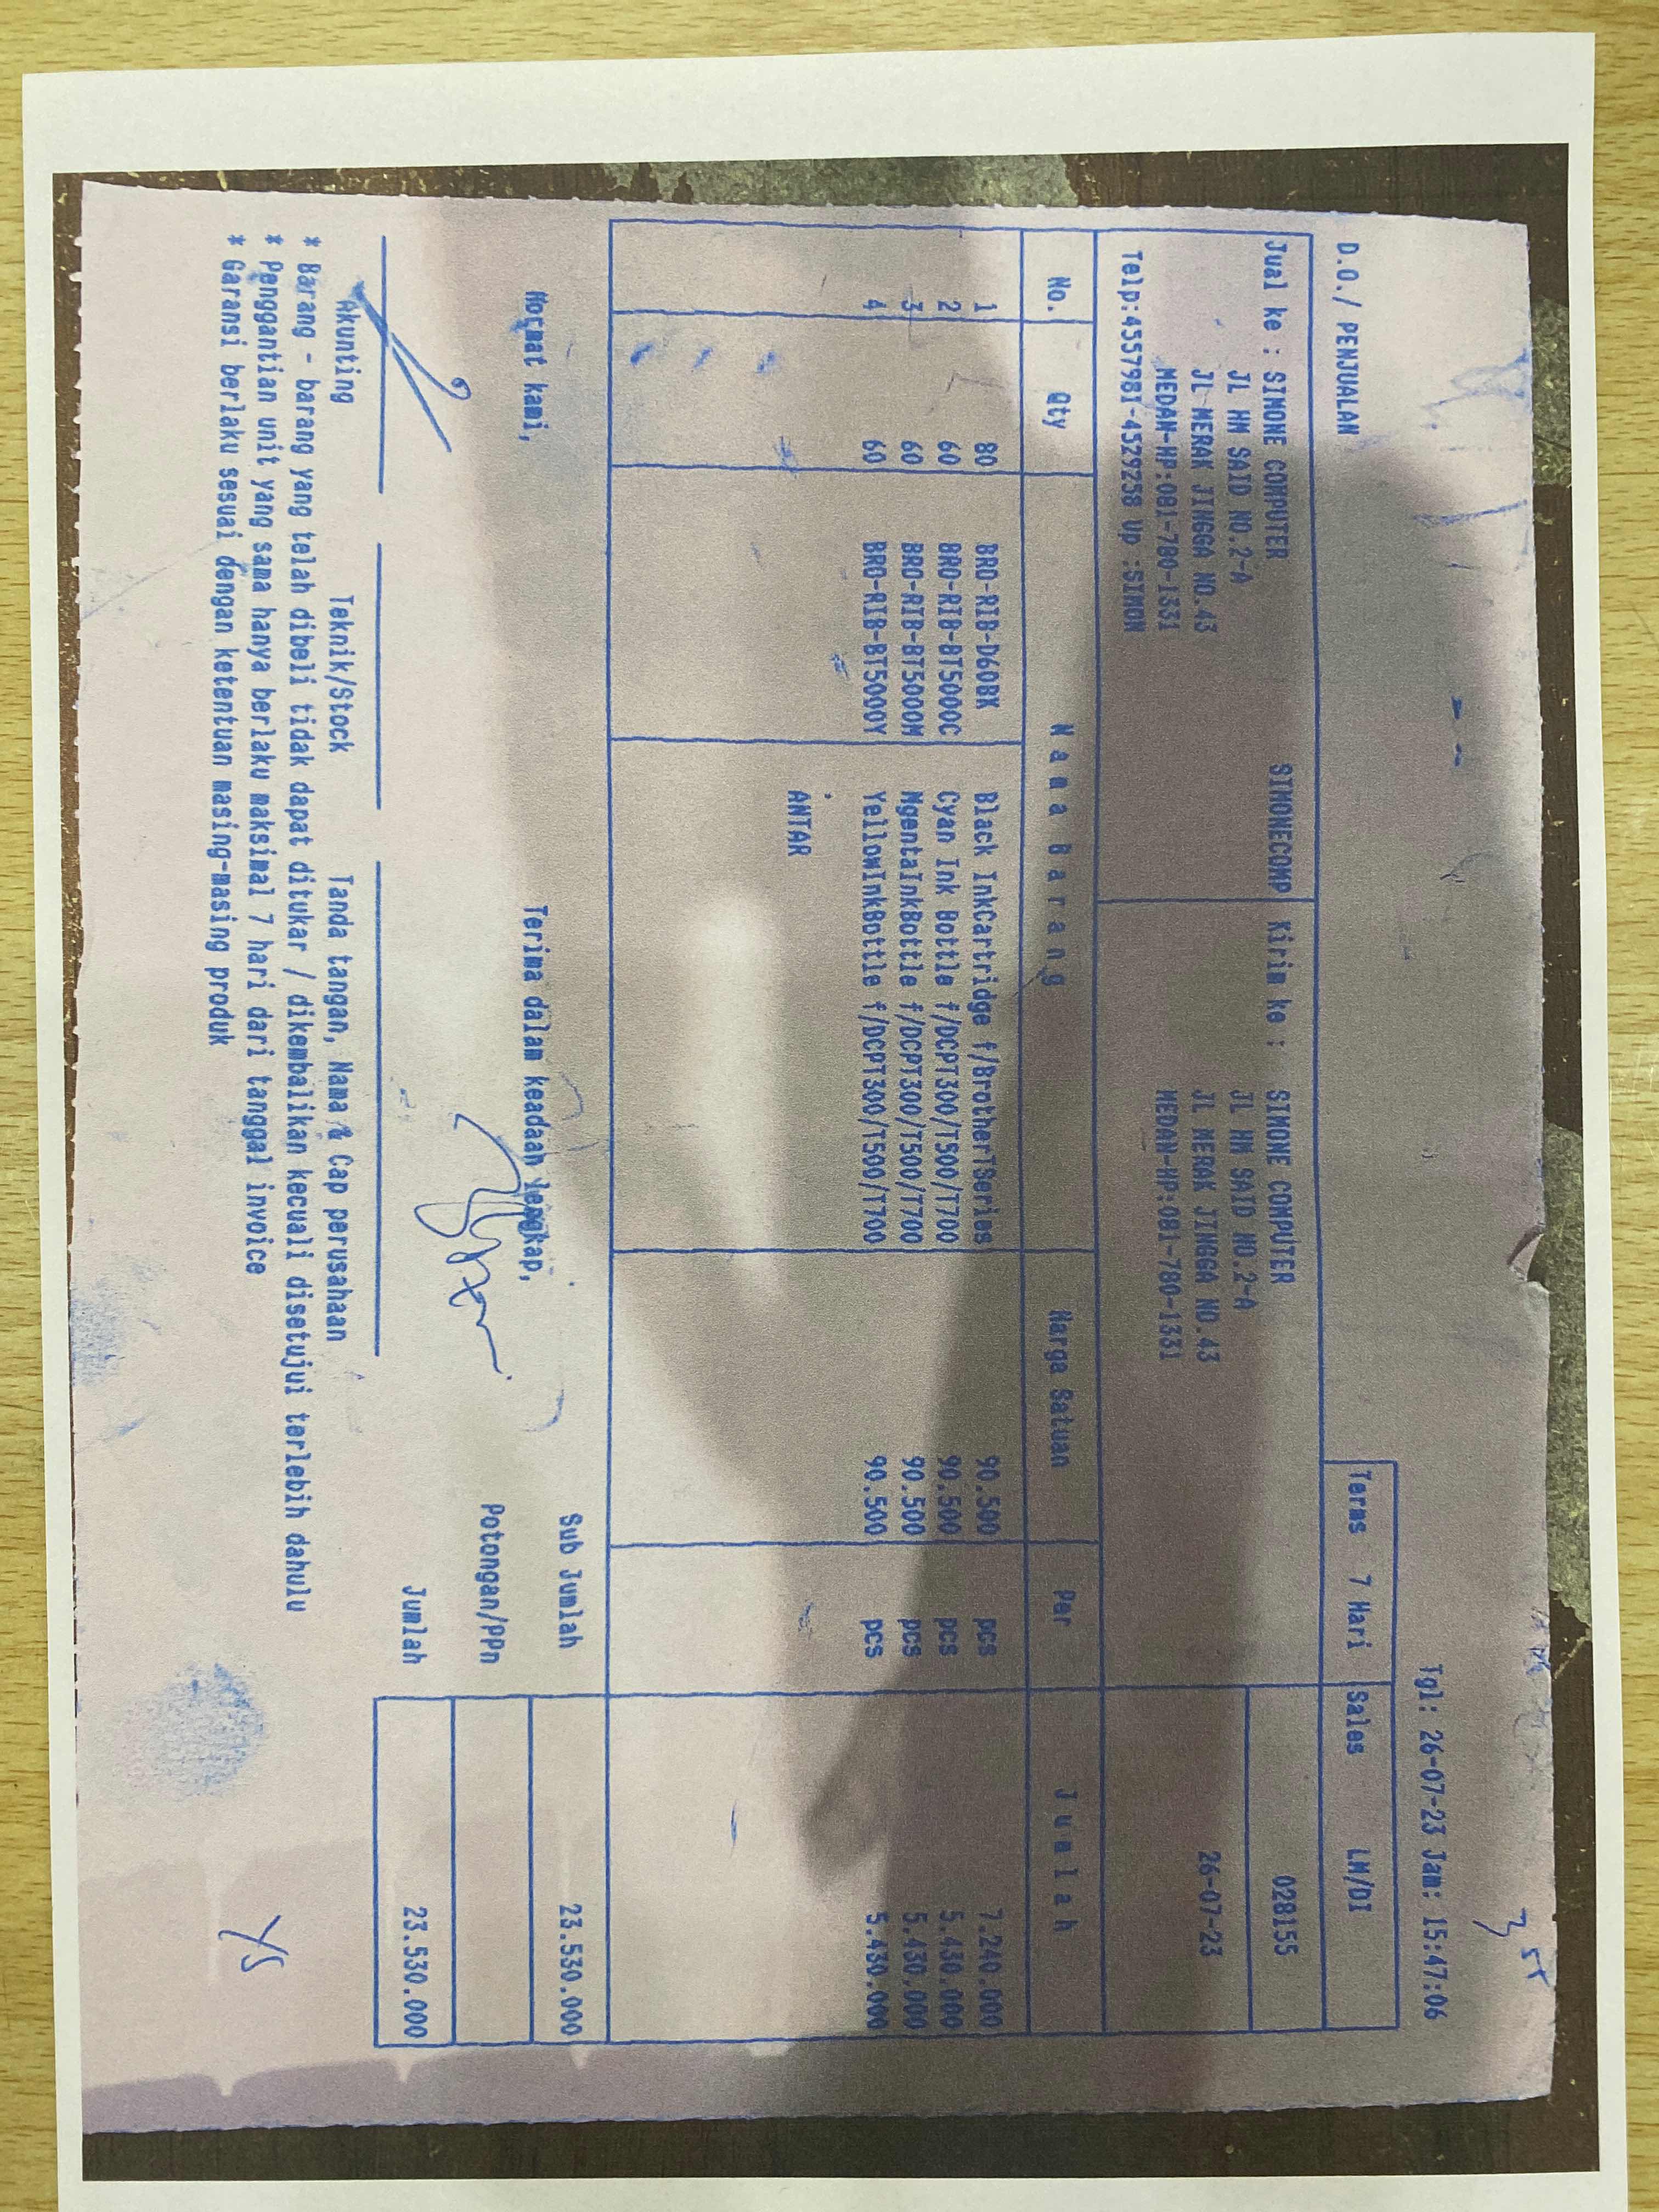 Tgl: 26-07-23 Jam: 15:47:06
D.O./ PENJUALAN
Terms 7 Hari Sales LM/DI
Jual ke : SIMONE COMPUTER SIMONECOMP Kirim ke : SIMONE COMPUTER 028155
JL HM SAID NO.2-A JL HM SAID NO.2-A
JL MERAK JINGGA NO.43 JL MERAK JINGGA NO.43 26-07-23
MEDAN-HP:081-780-1331 MEDAN-HP:081-780-1331
Telp:4557981-4529258 Up :SIMON
No. Qty Nama Barang Harga Satuan Per Jumlah
1 80 BRO-RIB-D60BK Black InkCartridge f/BrotherTSeries 90.500 pcs 7.240.000
2 60 BRO-RIB-BT5000C Cyan Ink Bottle f/DCPT300/T500/T700 90.500 pcs 5.430.000
3 60 BRO-RIB-BT5000M MgentaInkBottle f/DCPT300/T500/T700 90.500 pcs 5.430.000
4 60 BRO-RIB-BT5000Y YellowInkBottle f/DCPT300/T500/T700 90.500 pcs 5.430.000
ANTAR
Sub Jumlah 23.530.000
Hormat kami, Terima dalam keadaan lengkap,
Potongan/PPn
Jumlah 23.530.000
Akunting Teknik/Stock Tanda tangan, Nama & Cap perusahaan
* Barang - barang yang telah dibeli tidak dapat ditukar / dikembalikan kecuali disetujui terlebih dahulu
* Penggantian unit yang sama hanya berlaku maksimal 7 hari dari tanggal invoice
* Garansi berlaku sesuai dengan ketentuan masing-masing produk